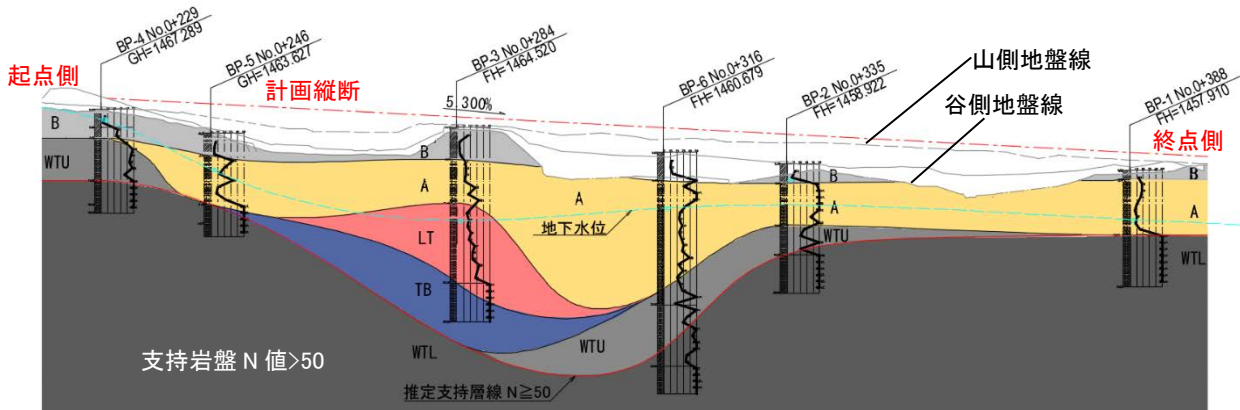 BP-4 No.0+229
GH=1467.289
BP-5 No.0+246
GH=1463.627
BP-3 No.0+284
FH=1464.520
BP-6 No.0+316
FH=1460.679
BP-2 No.0+335
FH=1458.922
BP-1 No.0+388
FH=1457.910
山側地盤線
谷側地盤線
起点側
計画縦断
5.300%
終点側
B
B
B
B
WTU
A
A
A
A
地下水位
LT
WTU
TB
WTL
WTL
WTU
支持岩盤 N 値>50
推定支持層線 N≧50